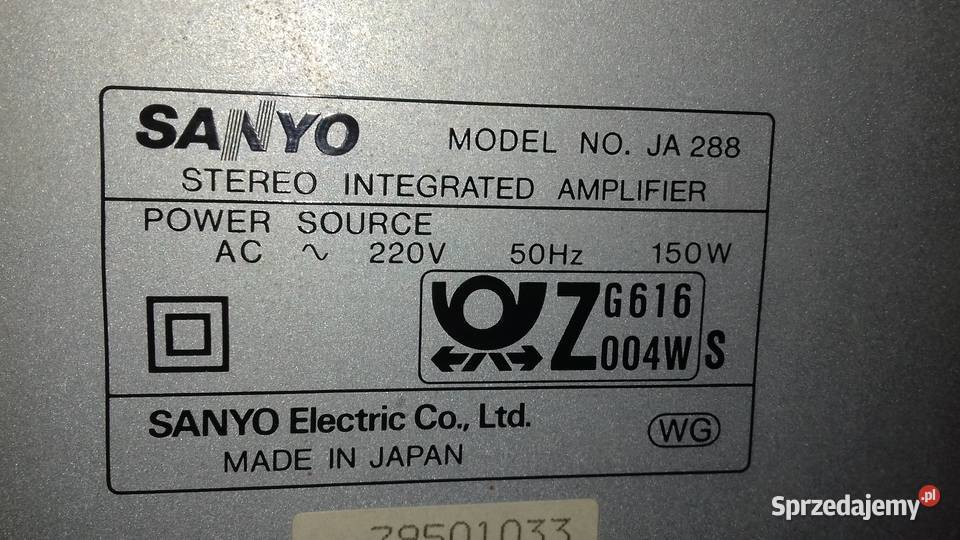 SANYO MODEL NO. JA 288
STEREO INTEGRATED AMPLIFIER
POWER SOURCE
AC ~ 220V 50Hz 150W
Z G616
004W S
SANYO Electric Co., Ltd.
MADE IN JAPAN
WG
79501033
Sprzedajemy.pl